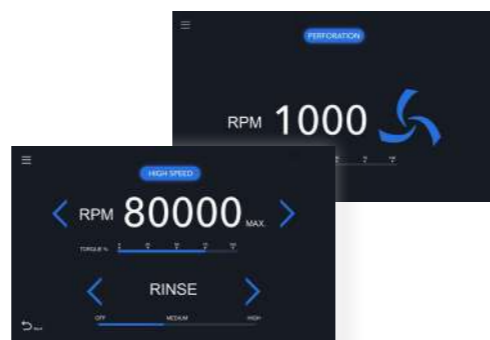 PERFORATION
RPM 1000
HIGH SPEED
RPM 80000 MAX.
TORQUE %
RINSE
OFF MEDIUM HIGH